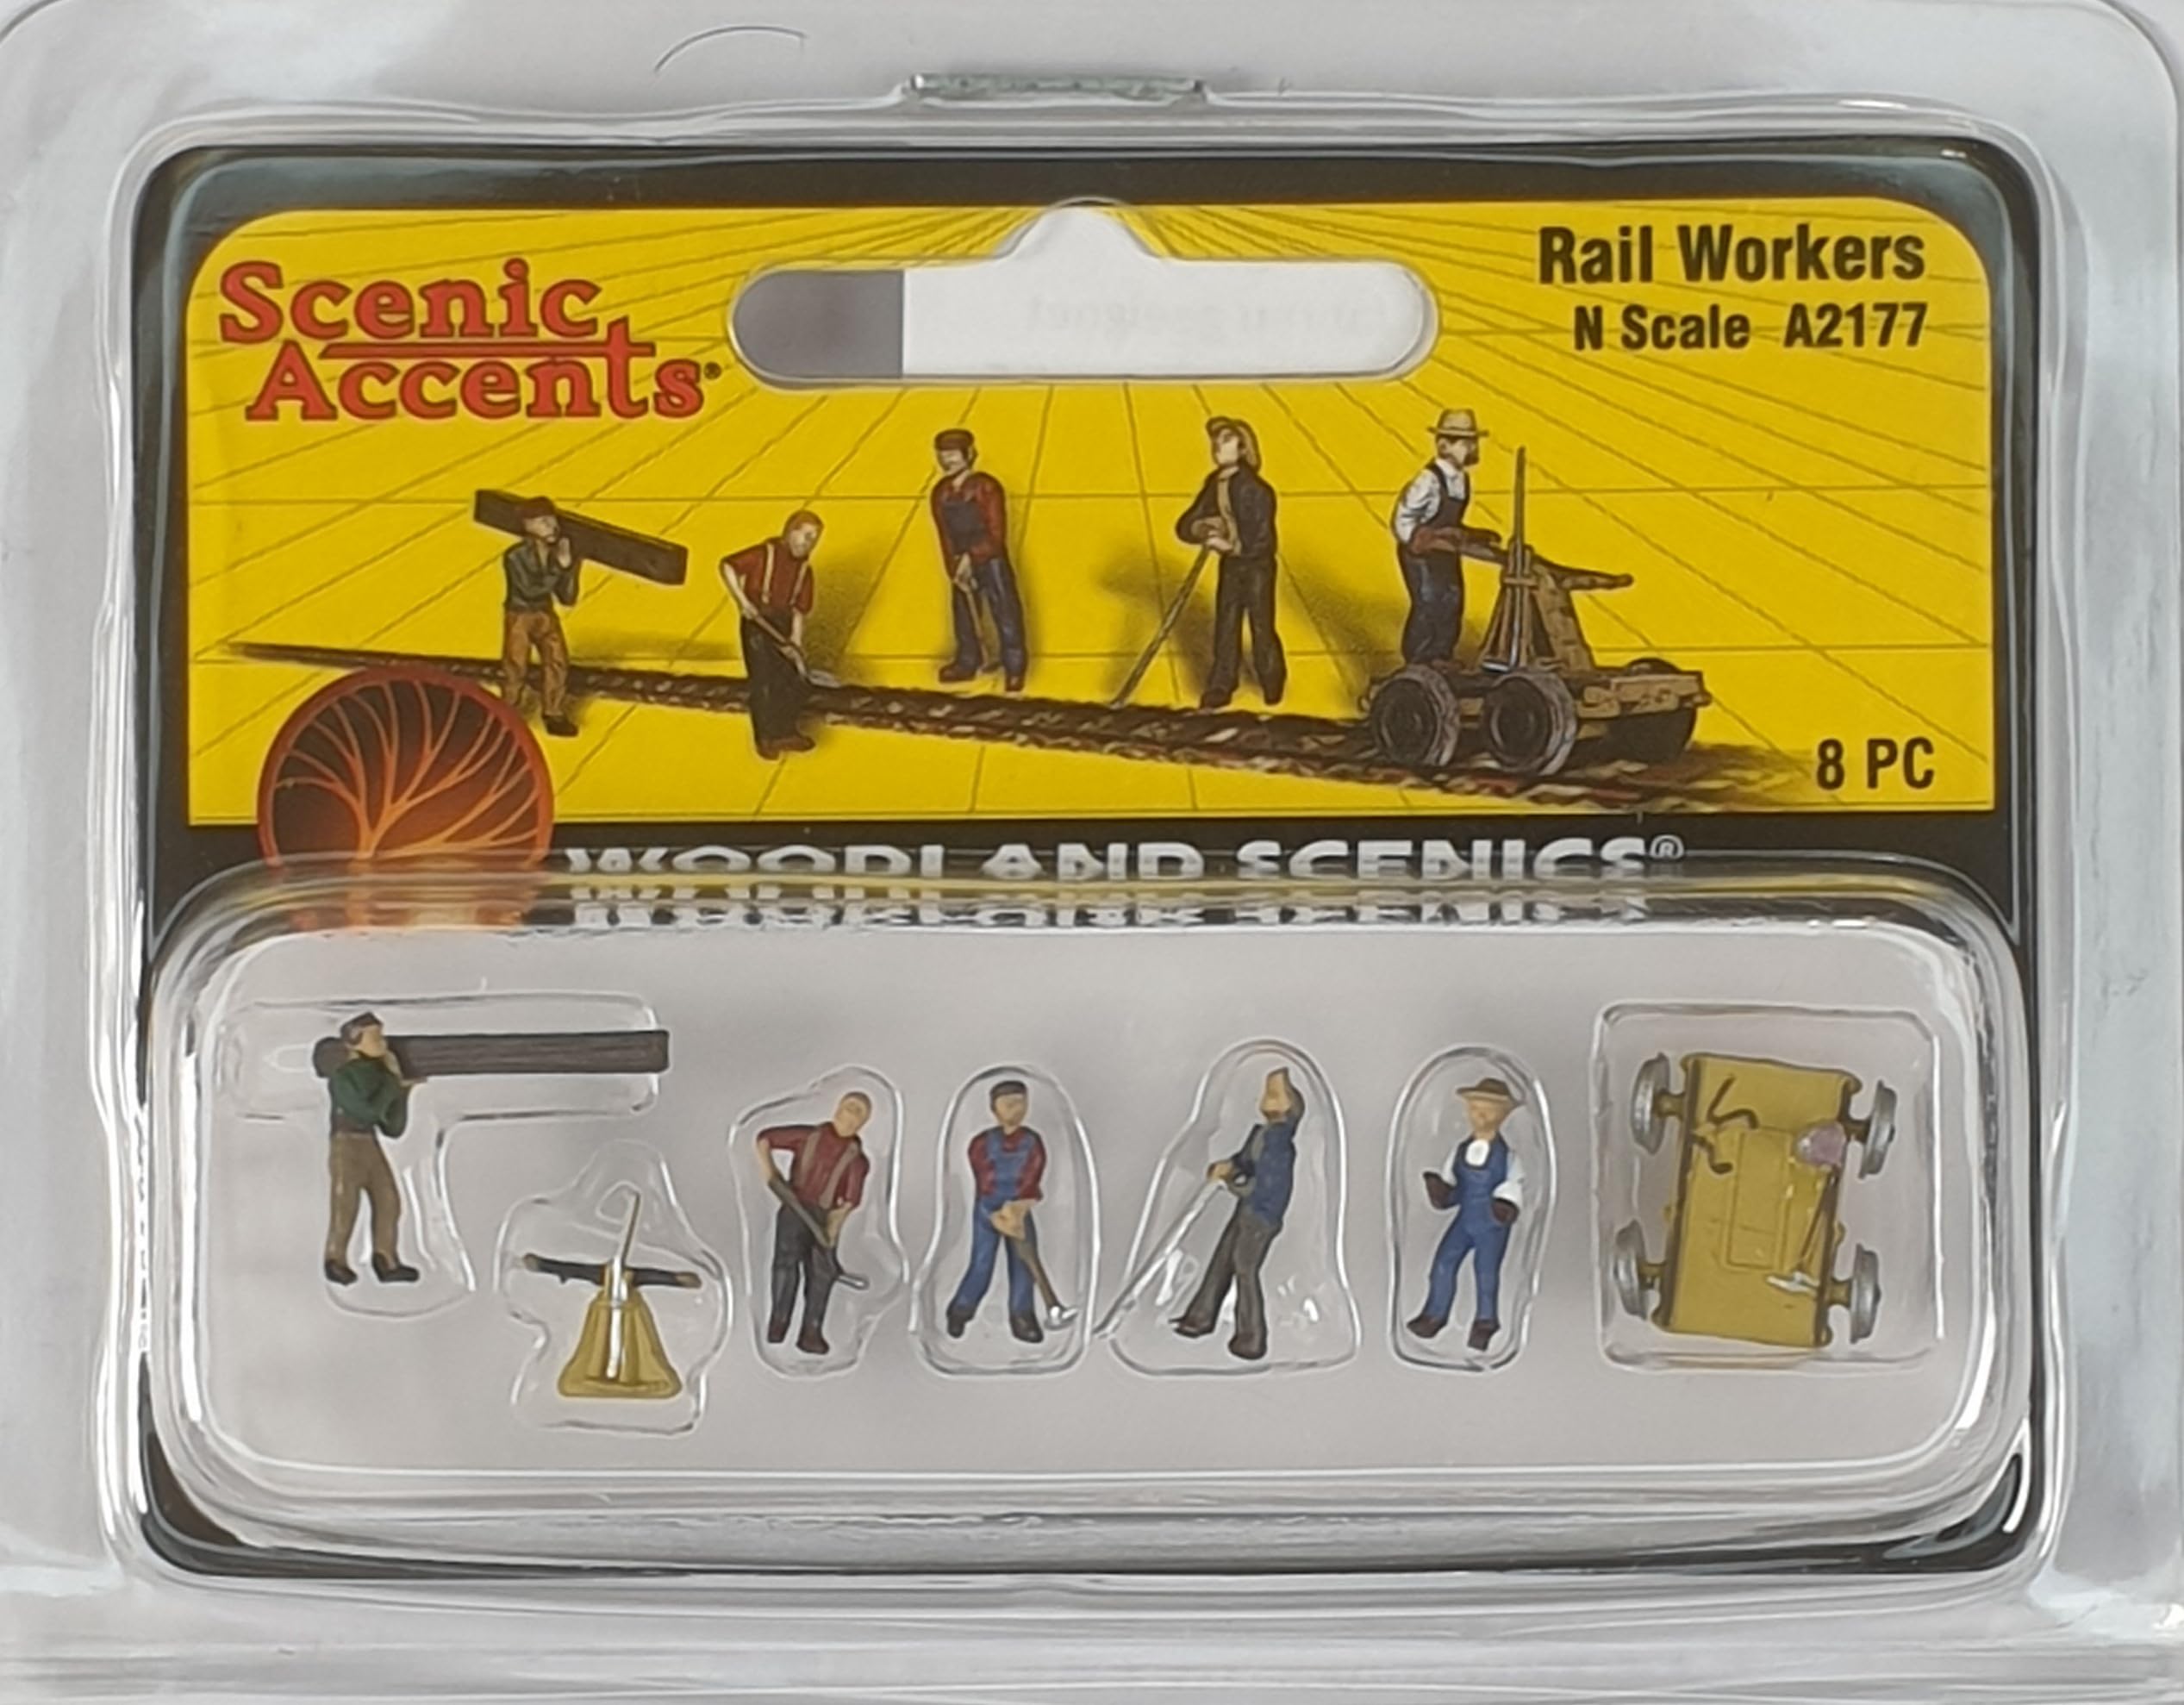 Scenic
Accents®
Rail Workers
N Scale A2177
8 PC
WOODLAND SCENICS®